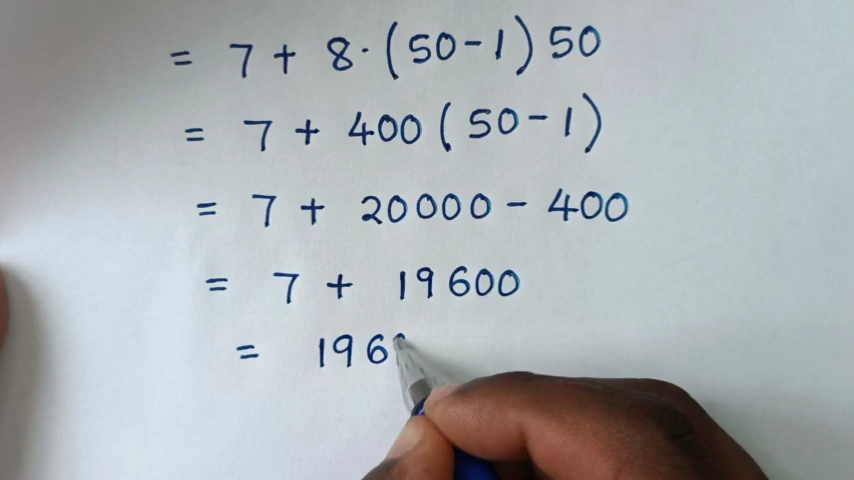 = 7 + 8·(50-1)50
= 7 + 400(50-1)
= 7 + 20000 - 400
= 7 + 19600
= 196